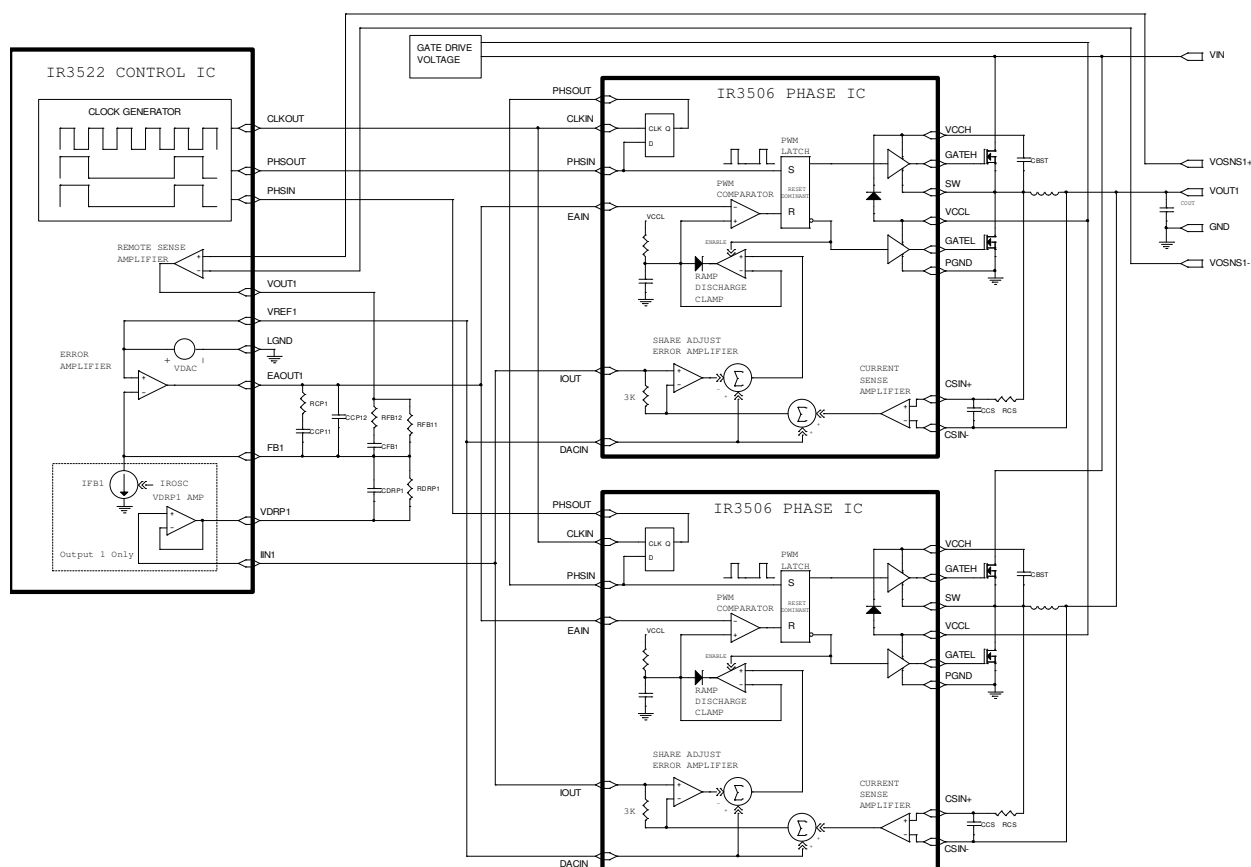 GATE DRIVE
VOLTAGE
VIN
IR3522 CONTROL IC
CLOCK GENERATOR
CLKOUT
PHSOUT
PHSIN
REMOTE SENSE
AMPLIFIER
VOUT1
VREF1
LGND
VDAC
+
ERROR
AMPLIFIER
EAOUT1
RCP1
CCP11
CCP12
RFB12
CFB1
RFB11
FB1
IFB1
IROSC
VDRP1 AMP
CDRP1
RDRP1
VDRP1
Output 1 Only
IIN1
IR3506 PHASE IC
PHSOUT
CLKIN
PHSIN
EAIN
IOUT
DACIN
CLK Q
D
PWM
LATCH
S
RESET
DOMINANT
R
PWM
COMPARATOR
VCCL
ENABLE
RAMP
DISCHARGE
CLAMP
SHARE ADJUST
ERROR AMPLIFIER
3K
CURRENT
SENSE
AMPLIFIER
VCCH
GATEH
SW
VCCL
GATEL
PGND
CSIN+
CSIN-
CBST
CCS
RCS
VOSNS1+
VOUT1
COUT
GND
VOSNS1-
IR3506 PHASE IC
PHSOUT
CLKIN
PHSIN
EAIN
IOUT
DACIN
CLK Q
D
PWM
LATCH
S
RESET
DOMINANT
R
PWM
COMPARATOR
VCCL
ENABLE
RAMP
DISCHARGE
CLAMP
SHARE ADJUST
ERROR AMPLIFIER
3K
CURRENT
SENSE
AMPLIFIER
VCCH
GATEH
SW
VCCL
GATEL
PGND
CSIN+
CSIN-
CBST
CCS
RCS